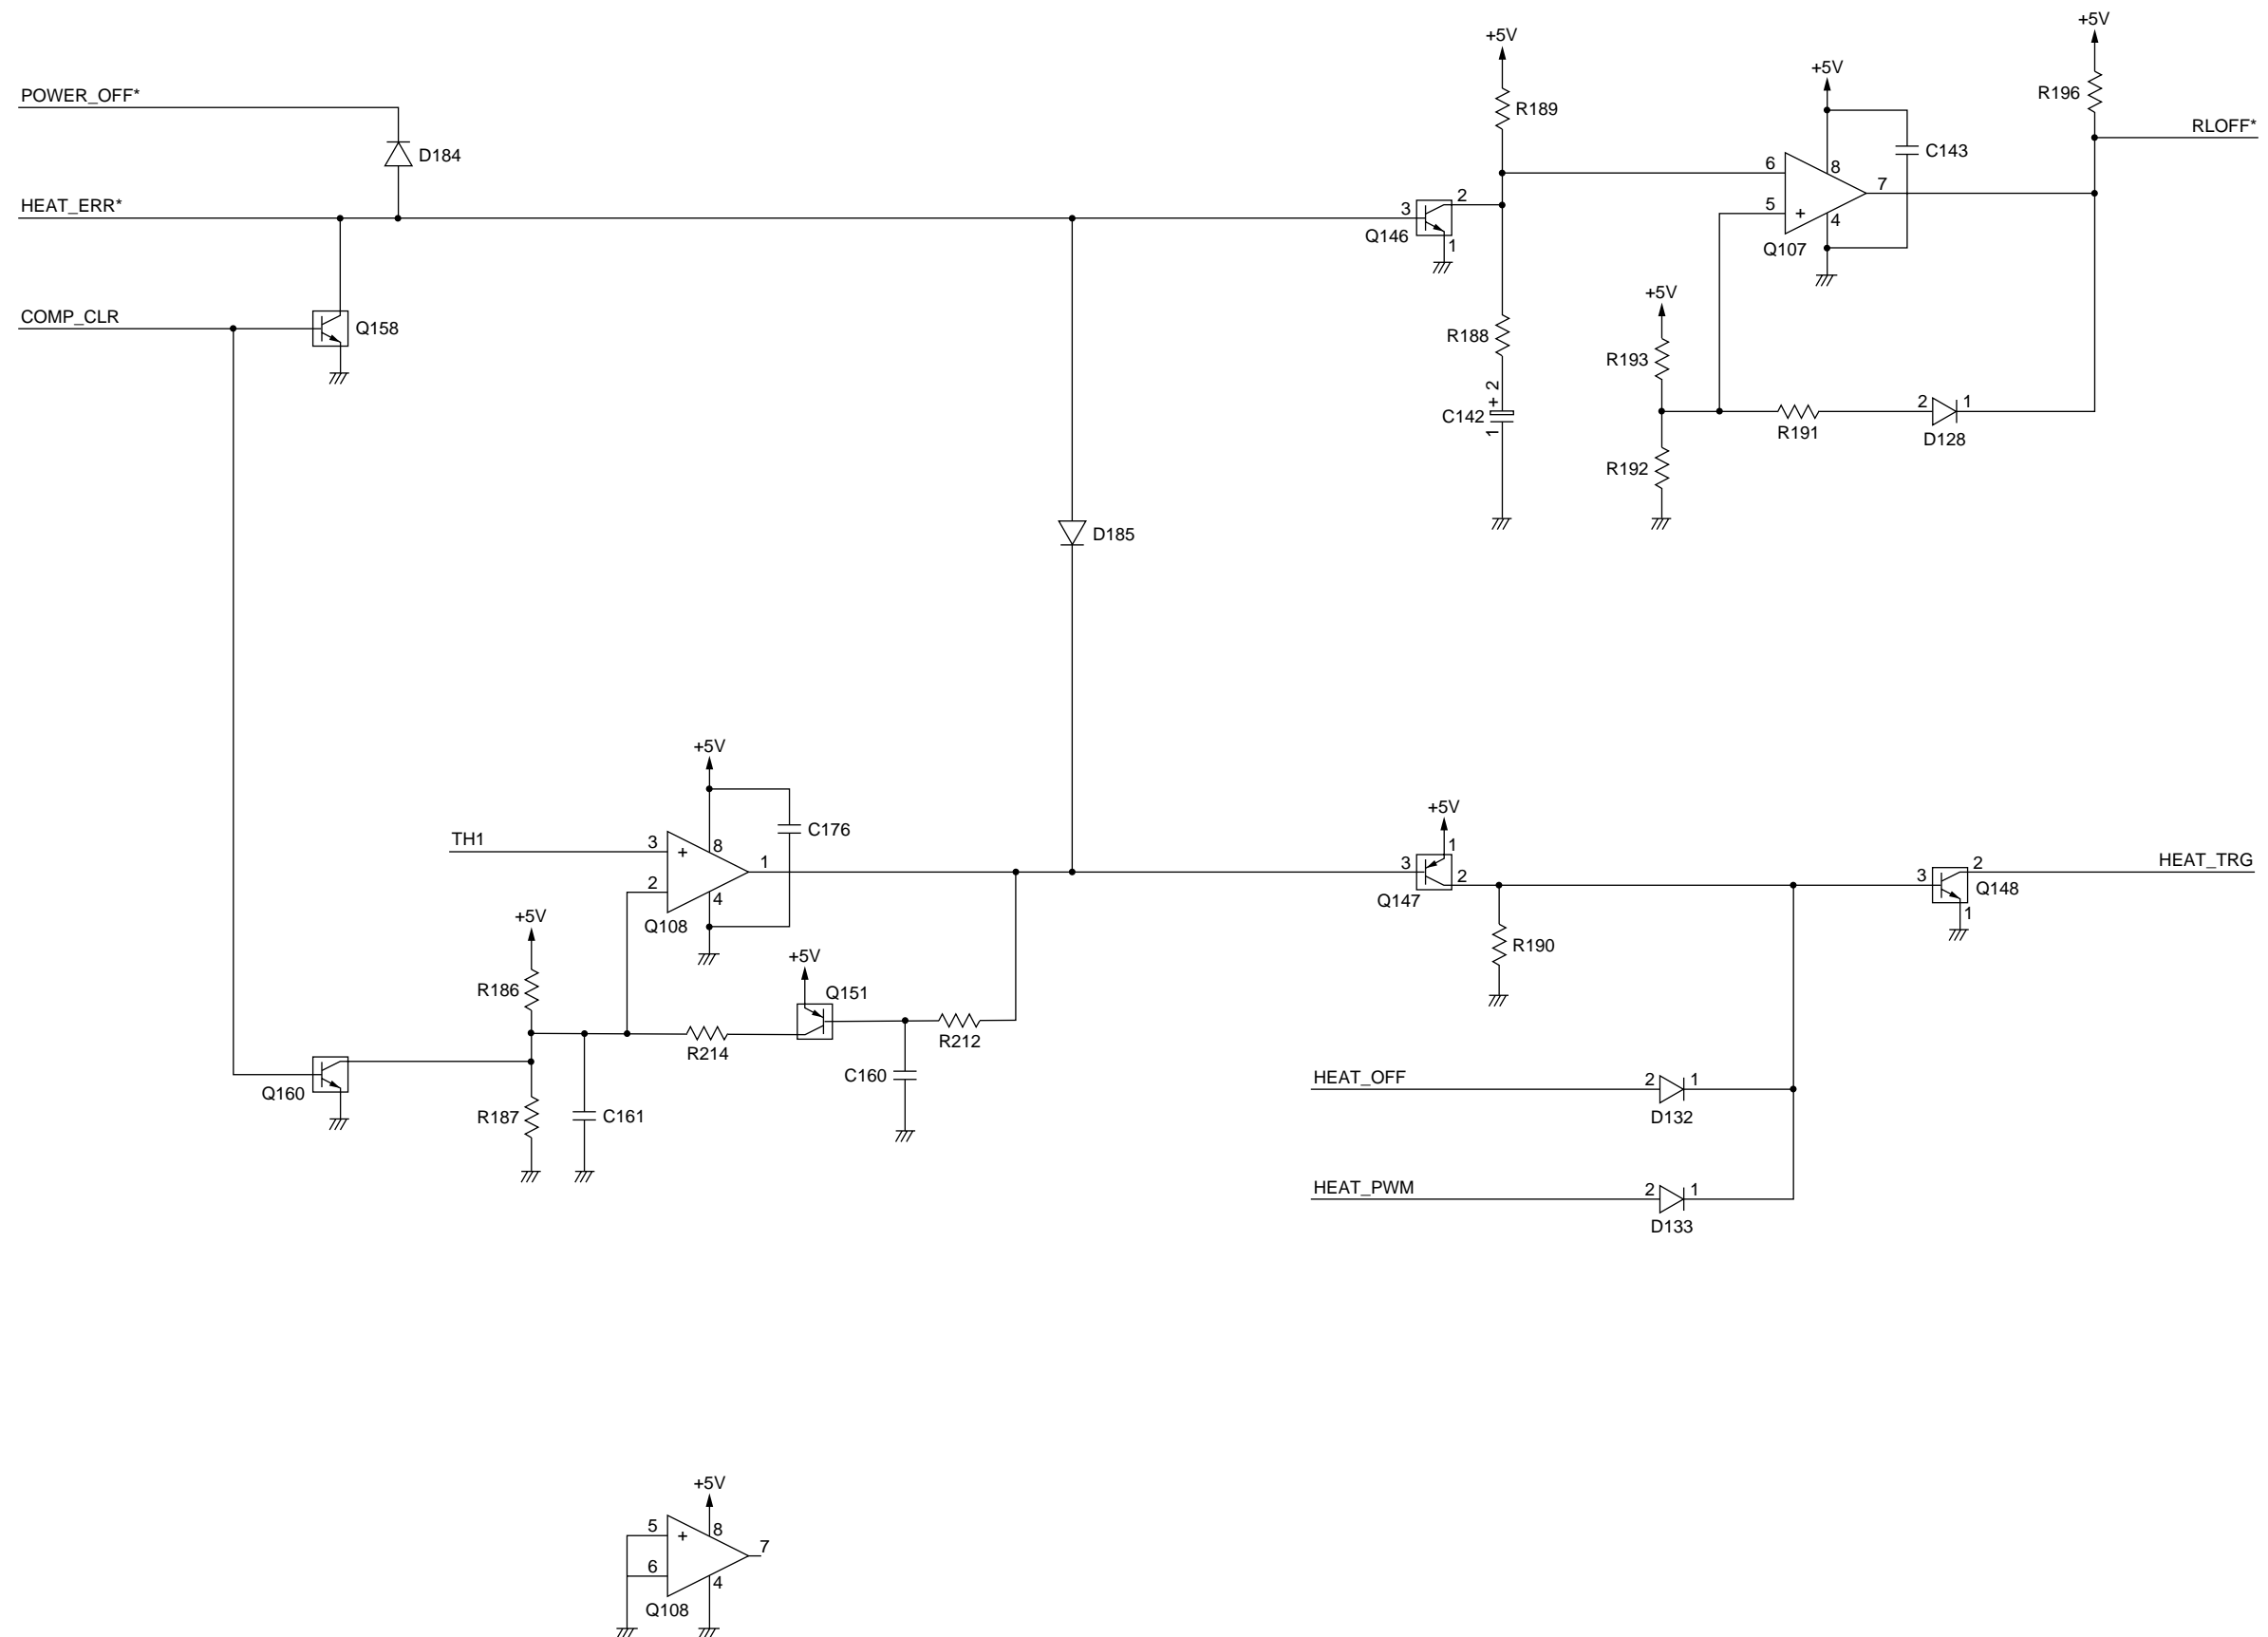 +5V
+5V
+5V
POWER_OFF*
R196
R189
RLOFF*
D184
C143
6
8
7
HEAT_ERR*
3
2
5
+
4
Q146
1
Q107
+5V
COMP_CLR
Q158
R188
R193
2
+
C142
1
2
1
R191
D128
R192
D185
+5V
+5V
C176
TH1
3
+
8
1
1
3
2
HEAT_TRG
2
4
2
3
Q148
Q108
Q147
1
+5V
R190
+5V
Q151
R186
R212
R214
C160
HEAT_OFF
2
1
Q160
R187
C161
D132
HEAT_PWM
2
1
D133
+5V
5
+
8
7
6
4
Q108